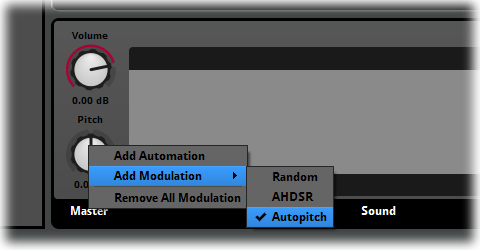 Volume
0.00 dB
Pitch
Add Automation
Add Modulation
Random
AHDSR
Remove All Modulation
Autopitch
Master
Sound